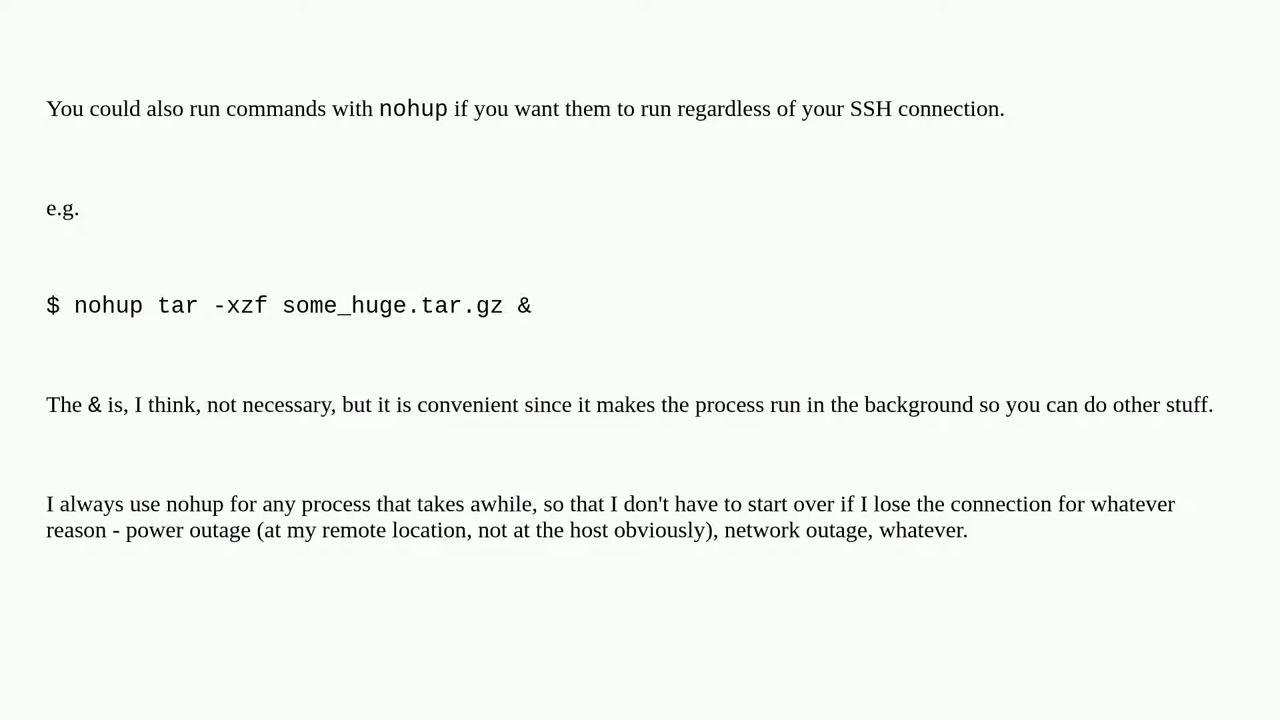 You could also run commands with nohup if you want them to run regardless of your SSH connection.
e.g.
$ nohup tar -xzf some_huge.tar.gz &
The & is, I think, not necessary, but it is convenient since it makes the process run in the background so you can do other stuff.
I always use nohup for any process that takes awhile, so that I don't have to start over if I lose the connection for whatever
reason - power outage (at my remote location, not at the host obviously), network outage, whatever.